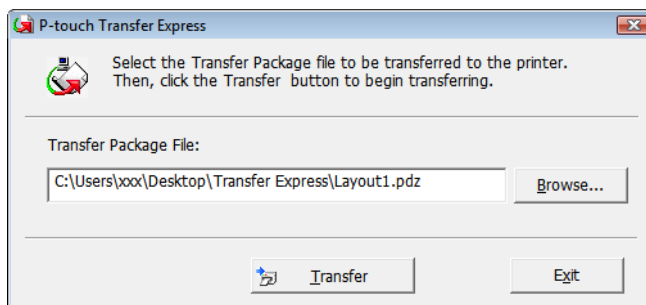 P-touch Transfer Express
Select the Transfer Package file to be transferred to the printer.
Then, click the Transfer button to begin transferring.
Transfer Package File:
C:\Users\xxx\Desktop\Transfer Express\Layout1.pdz
Browse...
Transfer
Exit